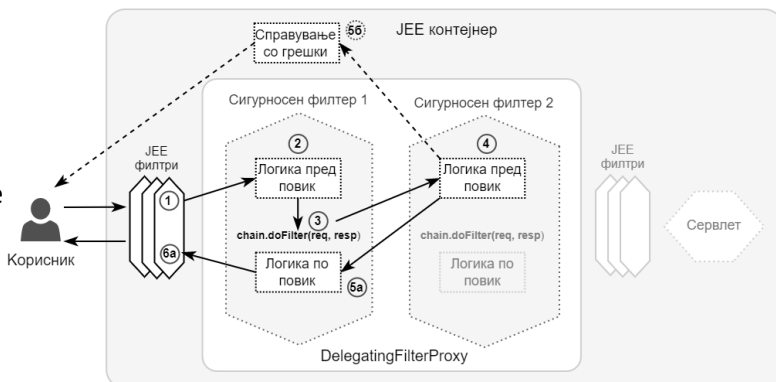 Справување
со грешки
5б
JEE контејнер
Сигурносен филтер 1
Сигурносен филтер 2
JEE
филтри
1
2
Логика пред
повик
3
chain.doFilter(req, resp)
Логика по
повик
5а
6а
4
Логика пред
повик
chain.doFilter(req, resp)
Логика по
повик
JEE
филтри
Сервлет
е
Корисник
DelegatingFilterProxy